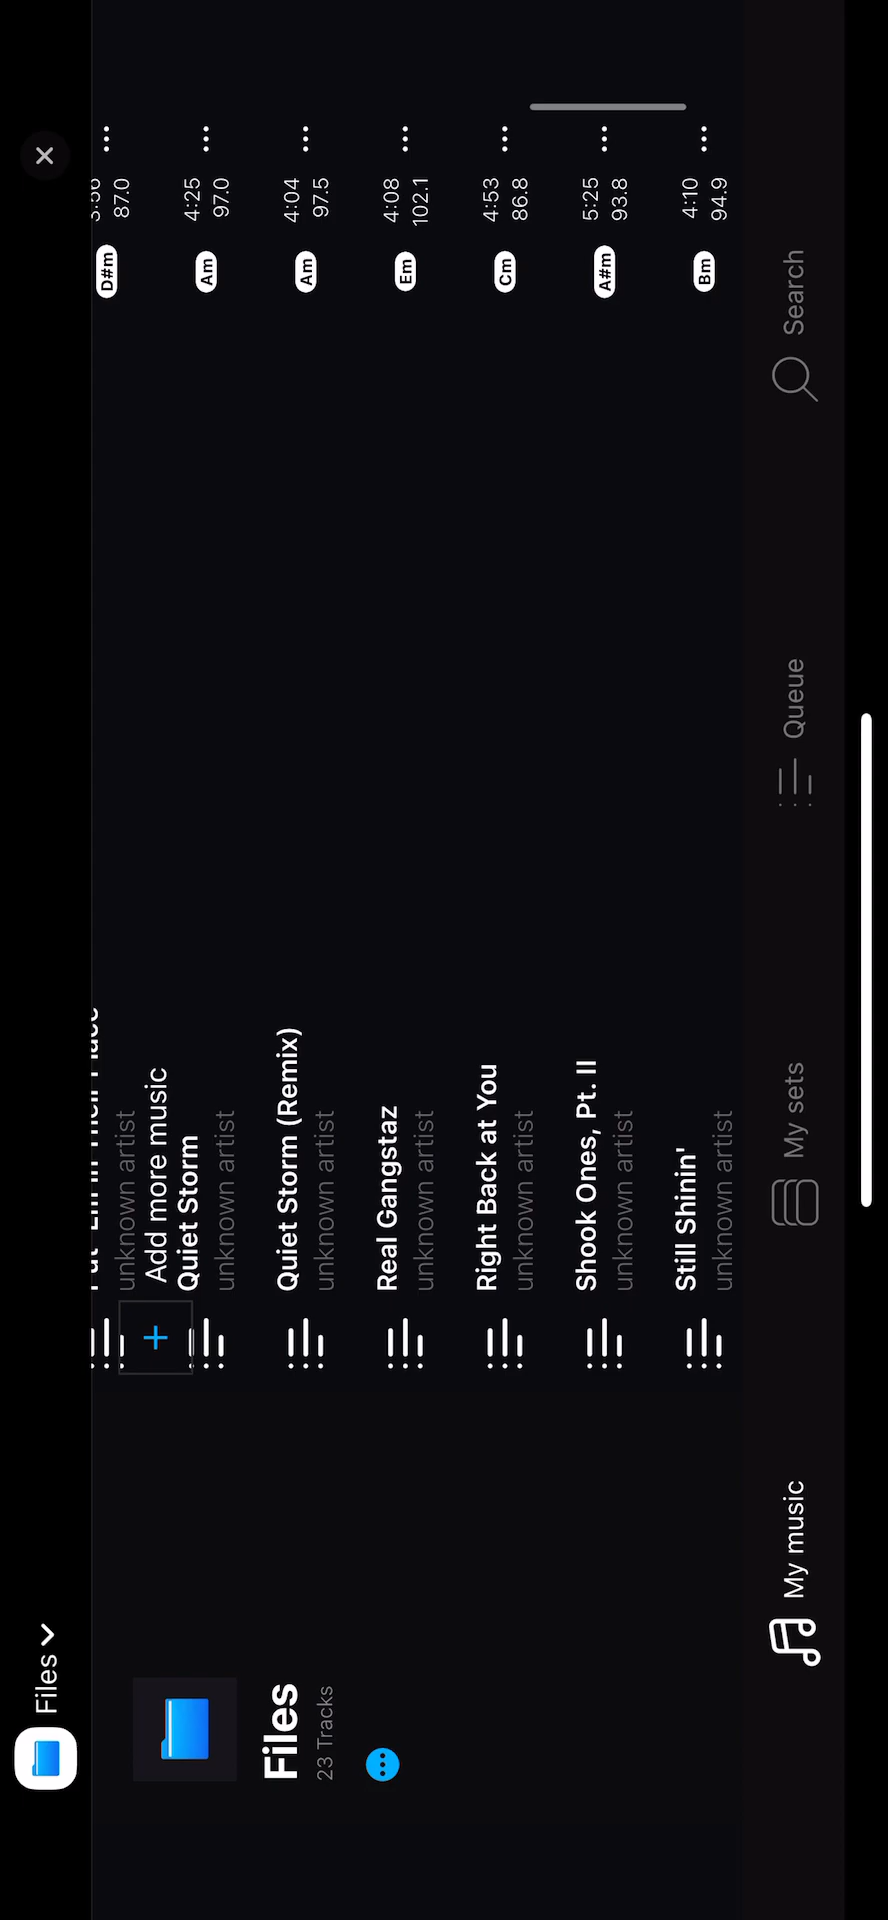 Files
Files
23 Tracks
unknown artist
3:56
87.0
D#m
Add more music
Quiet Storm
unknown artist
Am
4:25
97.0
Quiet Storm (Remix)
unknown artist
Am
4:04
97.5
Real Gangstaz
unknown artist
Em
4:08
102.1
Right Back at You
unknown artist
Cm
4:53
86.8
Shook Ones, Pt. II
unknown artist
A#m
5:25
93.8
Still Shinin'
unknown artist
Bm
4:10
94.9
My music
My sets
Queue
Search